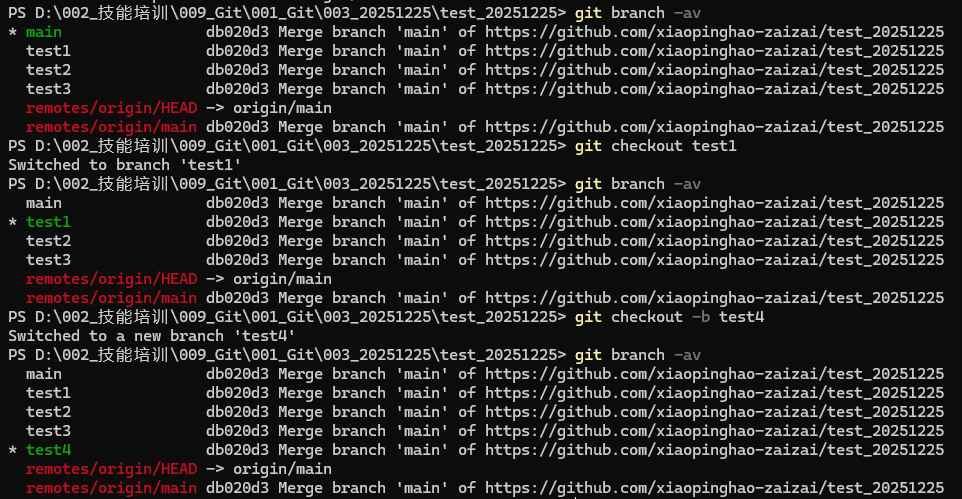 PS D:\002_技能培训\009_Git\001_Git\003_20251225\test_20251225> git branch -av
* main                db020d3 Merge branch 'main' of https://github.com/xiaopinghao-zaizai/test_20251225
  test1               db020d3 Merge branch 'main' of https://github.com/xiaopinghao-zaizai/test_20251225
  test2               db020d3 Merge branch 'main' of https://github.com/xiaopinghao-zaizai/test_20251225
  test3               db020d3 Merge branch 'main' of https://github.com/xiaopinghao-zaizai/test_20251225
  remotes/origin/HEAD -> origin/main
  remotes/origin/main db020d3 Merge branch 'main' of https://github.com/xiaopinghao-zaizai/test_20251225
PS D:\002_技能培训\009_Git\001_Git\003_20251225\test_20251225> git checkout test1
Switched to branch 'test1'
PS D:\002_技能培训\009_Git\001_Git\003_20251225\test_20251225> git branch -av
  main                db020d3 Merge branch 'main' of https://github.com/xiaopinghao-zaizai/test_20251225
* test1               db020d3 Merge branch 'main' of https://github.com/xiaopinghao-zaizai/test_20251225
  test2               db020d3 Merge branch 'main' of https://github.com/xiaopinghao-zaizai/test_20251225
  test3               db020d3 Merge branch 'main' of https://github.com/xiaopinghao-zaizai/test_20251225
  remotes/origin/HEAD -> origin/main
  remotes/origin/main db020d3 Merge branch 'main' of https://github.com/xiaopinghao-zaizai/test_20251225
PS D:\002_技能培训\009_Git\001_Git\003_20251225\test_20251225> git checkout -b test4
Switched to a new branch 'test4'
PS D:\002_技能培训\009_Git\001_Git\003_20251225\test_20251225> git branch -av
  main                db020d3 Merge branch 'main' of https://github.com/xiaopinghao-zaizai/test_20251225
  test1               db020d3 Merge branch 'main' of https://github.com/xiaopinghao-zaizai/test_20251225
  test2               db020d3 Merge branch 'main' of https://github.com/xiaopinghao-zaizai/test_20251225
  test3               db020d3 Merge branch 'main' of https://github.com/xiaopinghao-zaizai/test_20251225
* test4               db020d3 Merge branch 'main' of https://github.com/xiaopinghao-zaizai/test_20251225
  remotes/origin/HEAD -> origin/main
  remotes/origin/main db020d3 Merge branch 'main' of https://github.com/xiaopinghao-zaizai/test_20251225